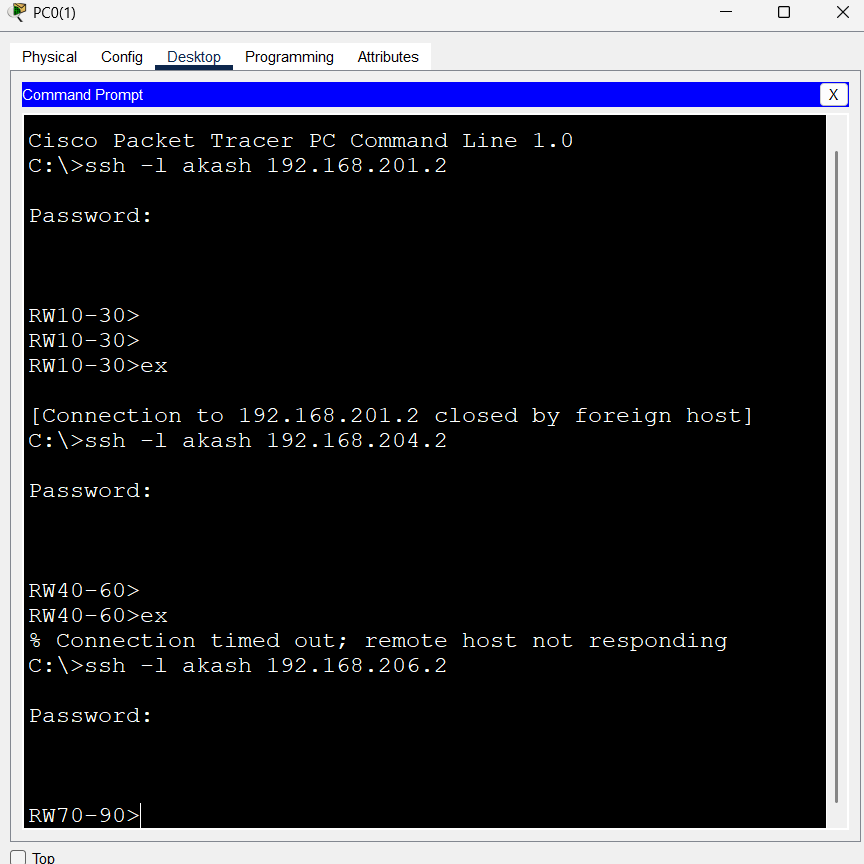 PC0(1)
Physical Config Desktop Programming Attributes
Command Prompt
X
Cisco Packet Tracer PC Command Line 1.0
C:\>ssh -l akash 192.168.201.2
Password:
RW10-30>
RW10-30>
RW10-30>ex
[Connection to 192.168.201.2 closed by foreign host]
C:\>ssh -l akash 192.168.204.2
Password:
RW40-60>
RW40-60>ex
% Connection timed out; remote host not responding
C:\>ssh -l akash 192.168.206.2
Password:
RW70-90>
Top